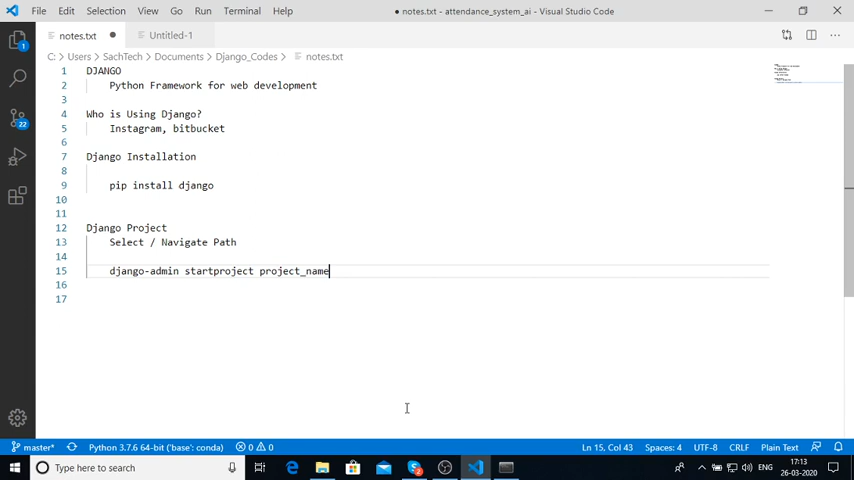 File Edit Selection View Go Run Terminal Help ● notes.txt - attendance_system_ai - Visual Studio Code
notes.txt ● Untitled-1
C: > Users > SachTech > Documents > Django_Codes > notes.txt
1 DJANGO
2 Python Framework for web development
3
4 Who is Using Django?
5 Instagram, bitbucket
6
7 Django Installation
8
9 pip install django
10
11
12 Django Project
13 Select / Navigate Path
14
15 django-admin startproject project_name
16
17
1
22
master* Python 3.7.6 64-bit ('base': conda) 0 0 Ln 15, Col 43 Spaces: 4 UTF-8 CRLF Plain Text
Type here to search 2 ENG 17:13
26-03-2020